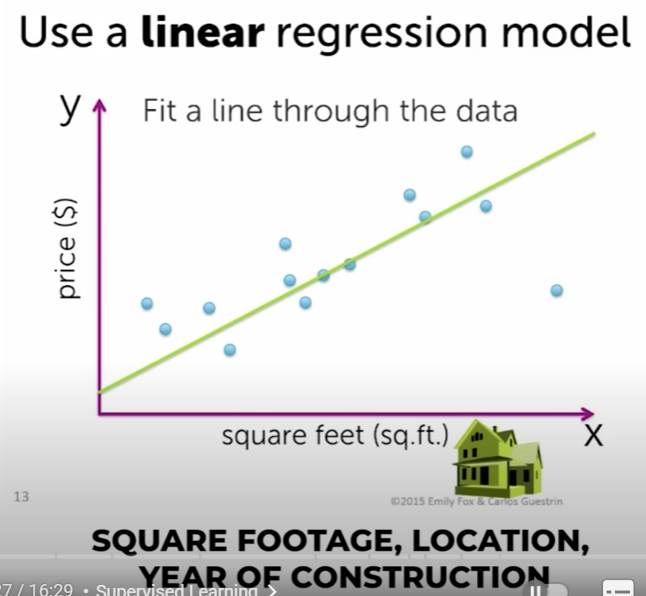 Use a linear regression model
y
Fit a line through the data
price ($)
square feet (sq.ft.)
X
13
©2015 Emily Fox & Carlos Guestrin
SQUARE FOOTAGE, LOCATION,
YEAR OF CONSTRUCTION
7 / 16:29 • Supervised Learning >